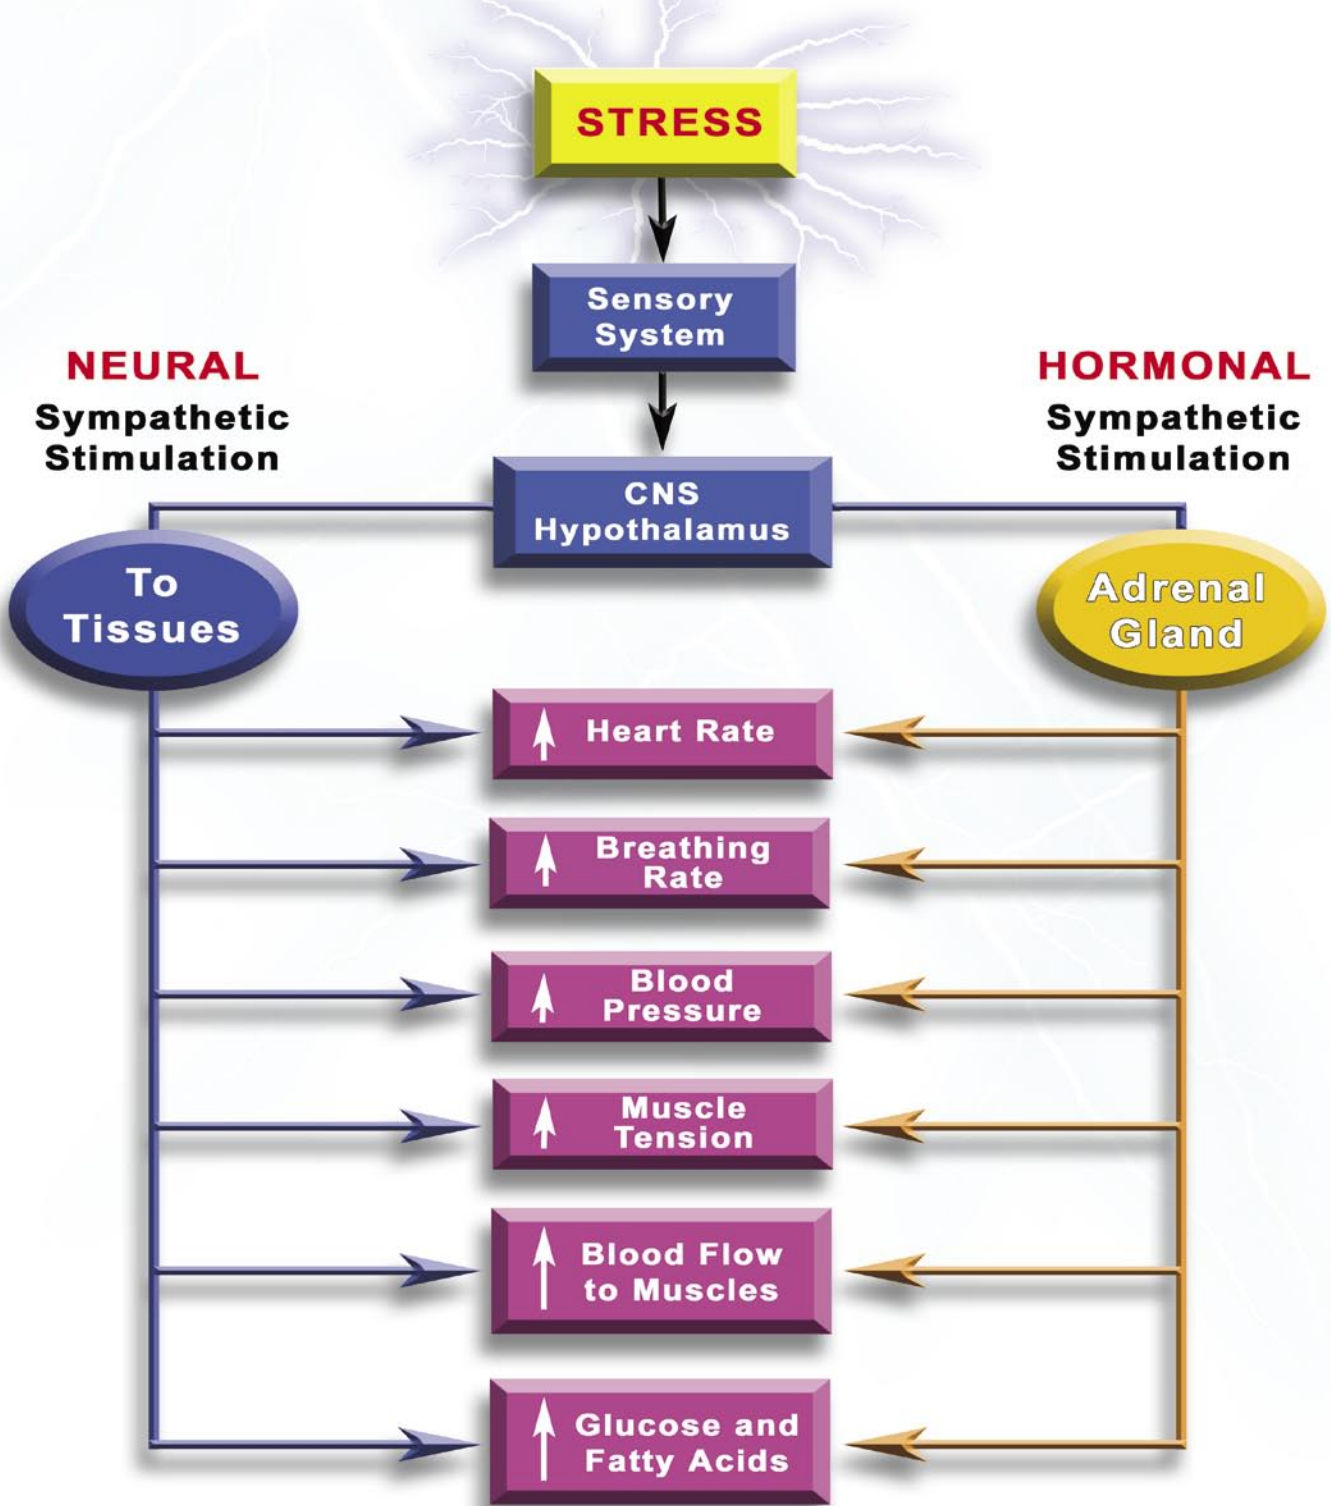 STRESS
Sensory
System
NEURAL
Sympathetic
Stimulation
HORMONAL
Sympathetic
Stimulation
CNS
Hypothalamus
To
Tissues
Adrenal
Gland
Heart Rate
Breathing
Rate
Blood
Pressure
Muscle
Tension
Blood Flow
to Muscles
Glucose and
Fatty Acids